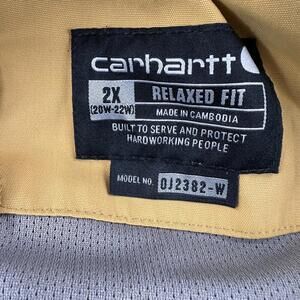 carhartt
2X
(20W-22W)
RELAXED FIT
MADE IN CAMBODIA
BUILT TO SERVE AND PROTECT
HARDWORKING PEOPLE
MODEL NO. OJ2382-W